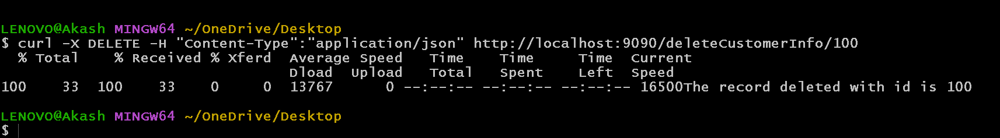 LENOVO@Akash MINGW64 ~/OneDrive/Desktop
$ curl -X DELETE -H "Content-Type":"application/json" http://localhost:9090/deleteCustomerInfo/100
  % Total    % Received % Xferd  Average Speed   Time    Time     Time  Current
                                 Dload  Upload   Total   Spent    Left  Speed
100    33  100    33    0     0  13767      0 --:--:-- --:--:-- --:--:-- 16500The record deleted with id is 100
LENOVO@Akash MINGW64 ~/OneDrive/Desktop
$